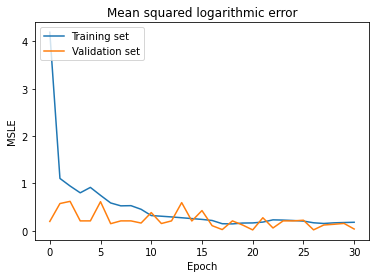 Mean squared logarithmic error
Training set
Validation set
MSLE
4
3
2
1
0
0
5
10
15
20
25
30
Epoch